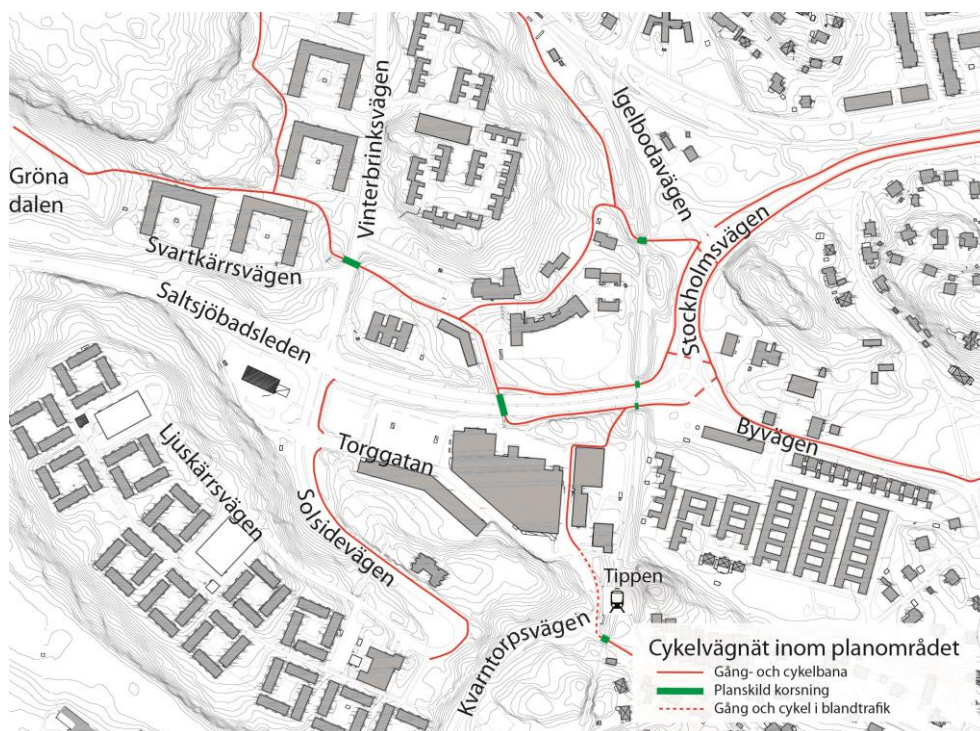 Gröna
dalen
Vinterbrinksvägen
Igelbodavägen
Svartkärrsvägen
Saltsjöbadsleden
Stockholmsvägen
Torggatan
Byvägen
Ljuskärrsvägen
Solsidevägen
Tippen
Kvarntorpsvägen
Cykelvägnät inom planområdet
Gång- och cykelbana
Planskild korsning
Gång och cykel i blandtrafik